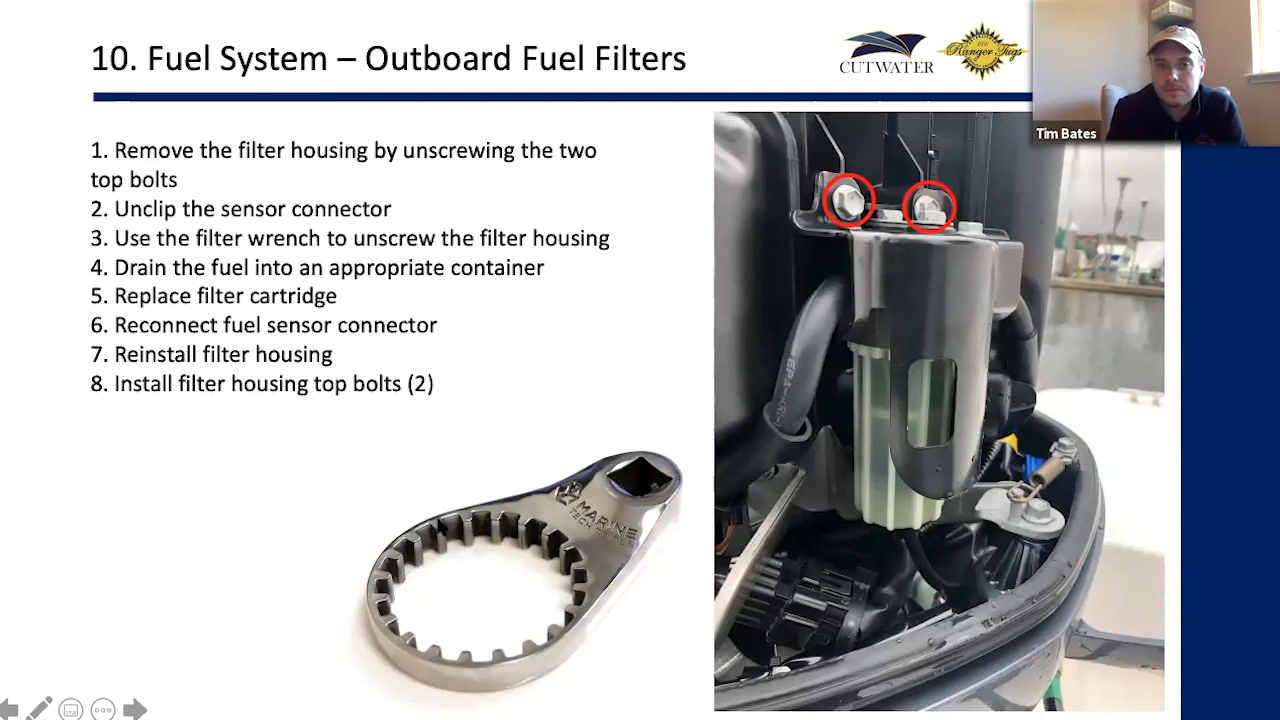 10. Fuel System – Outboard Fuel Filters
CUTWATER
Ranger Tugs
Tim Bates
1. Remove the filter housing by unscrewing the two
top bolts
2. Unclip the sensor connector
3. Use the filter wrench to unscrew the filter housing
4. Drain the fuel into an appropriate container
5. Replace filter cartridge
6. Reconnect fuel sensor connector
7. Reinstall filter housing
8. Install filter housing top bolts (2)
MARINE
TECH